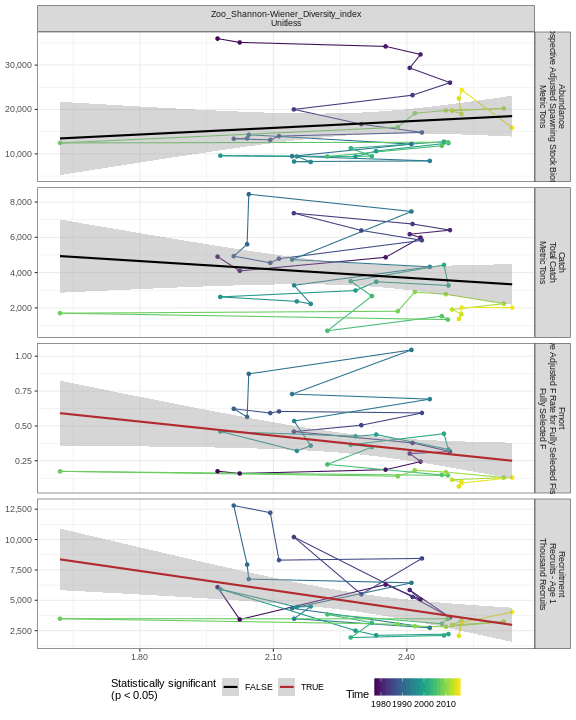 Zoo_Shannon-Wiener_Diversity_index
Unitless
30,000
20,000
10,000
Abundance
Adjusted Spawning Stock
Metric Tons
8,000
6,000
4,000
2,000
Catch
Total Catch
Metric Tons
1.00
0.75
0.50
0.25
Fmort
Adjusted F Rate for Fully Selected
Fully Selected F
12,500
10,000
7,500
5,000
2,500
Recruitment
Recruits - Age 1
Thousand Recruits
1.80
2.10
2.40
Statistically significant
(p < 0.05)
FALSE
TRUE
Time
1980 1990 2000 2010